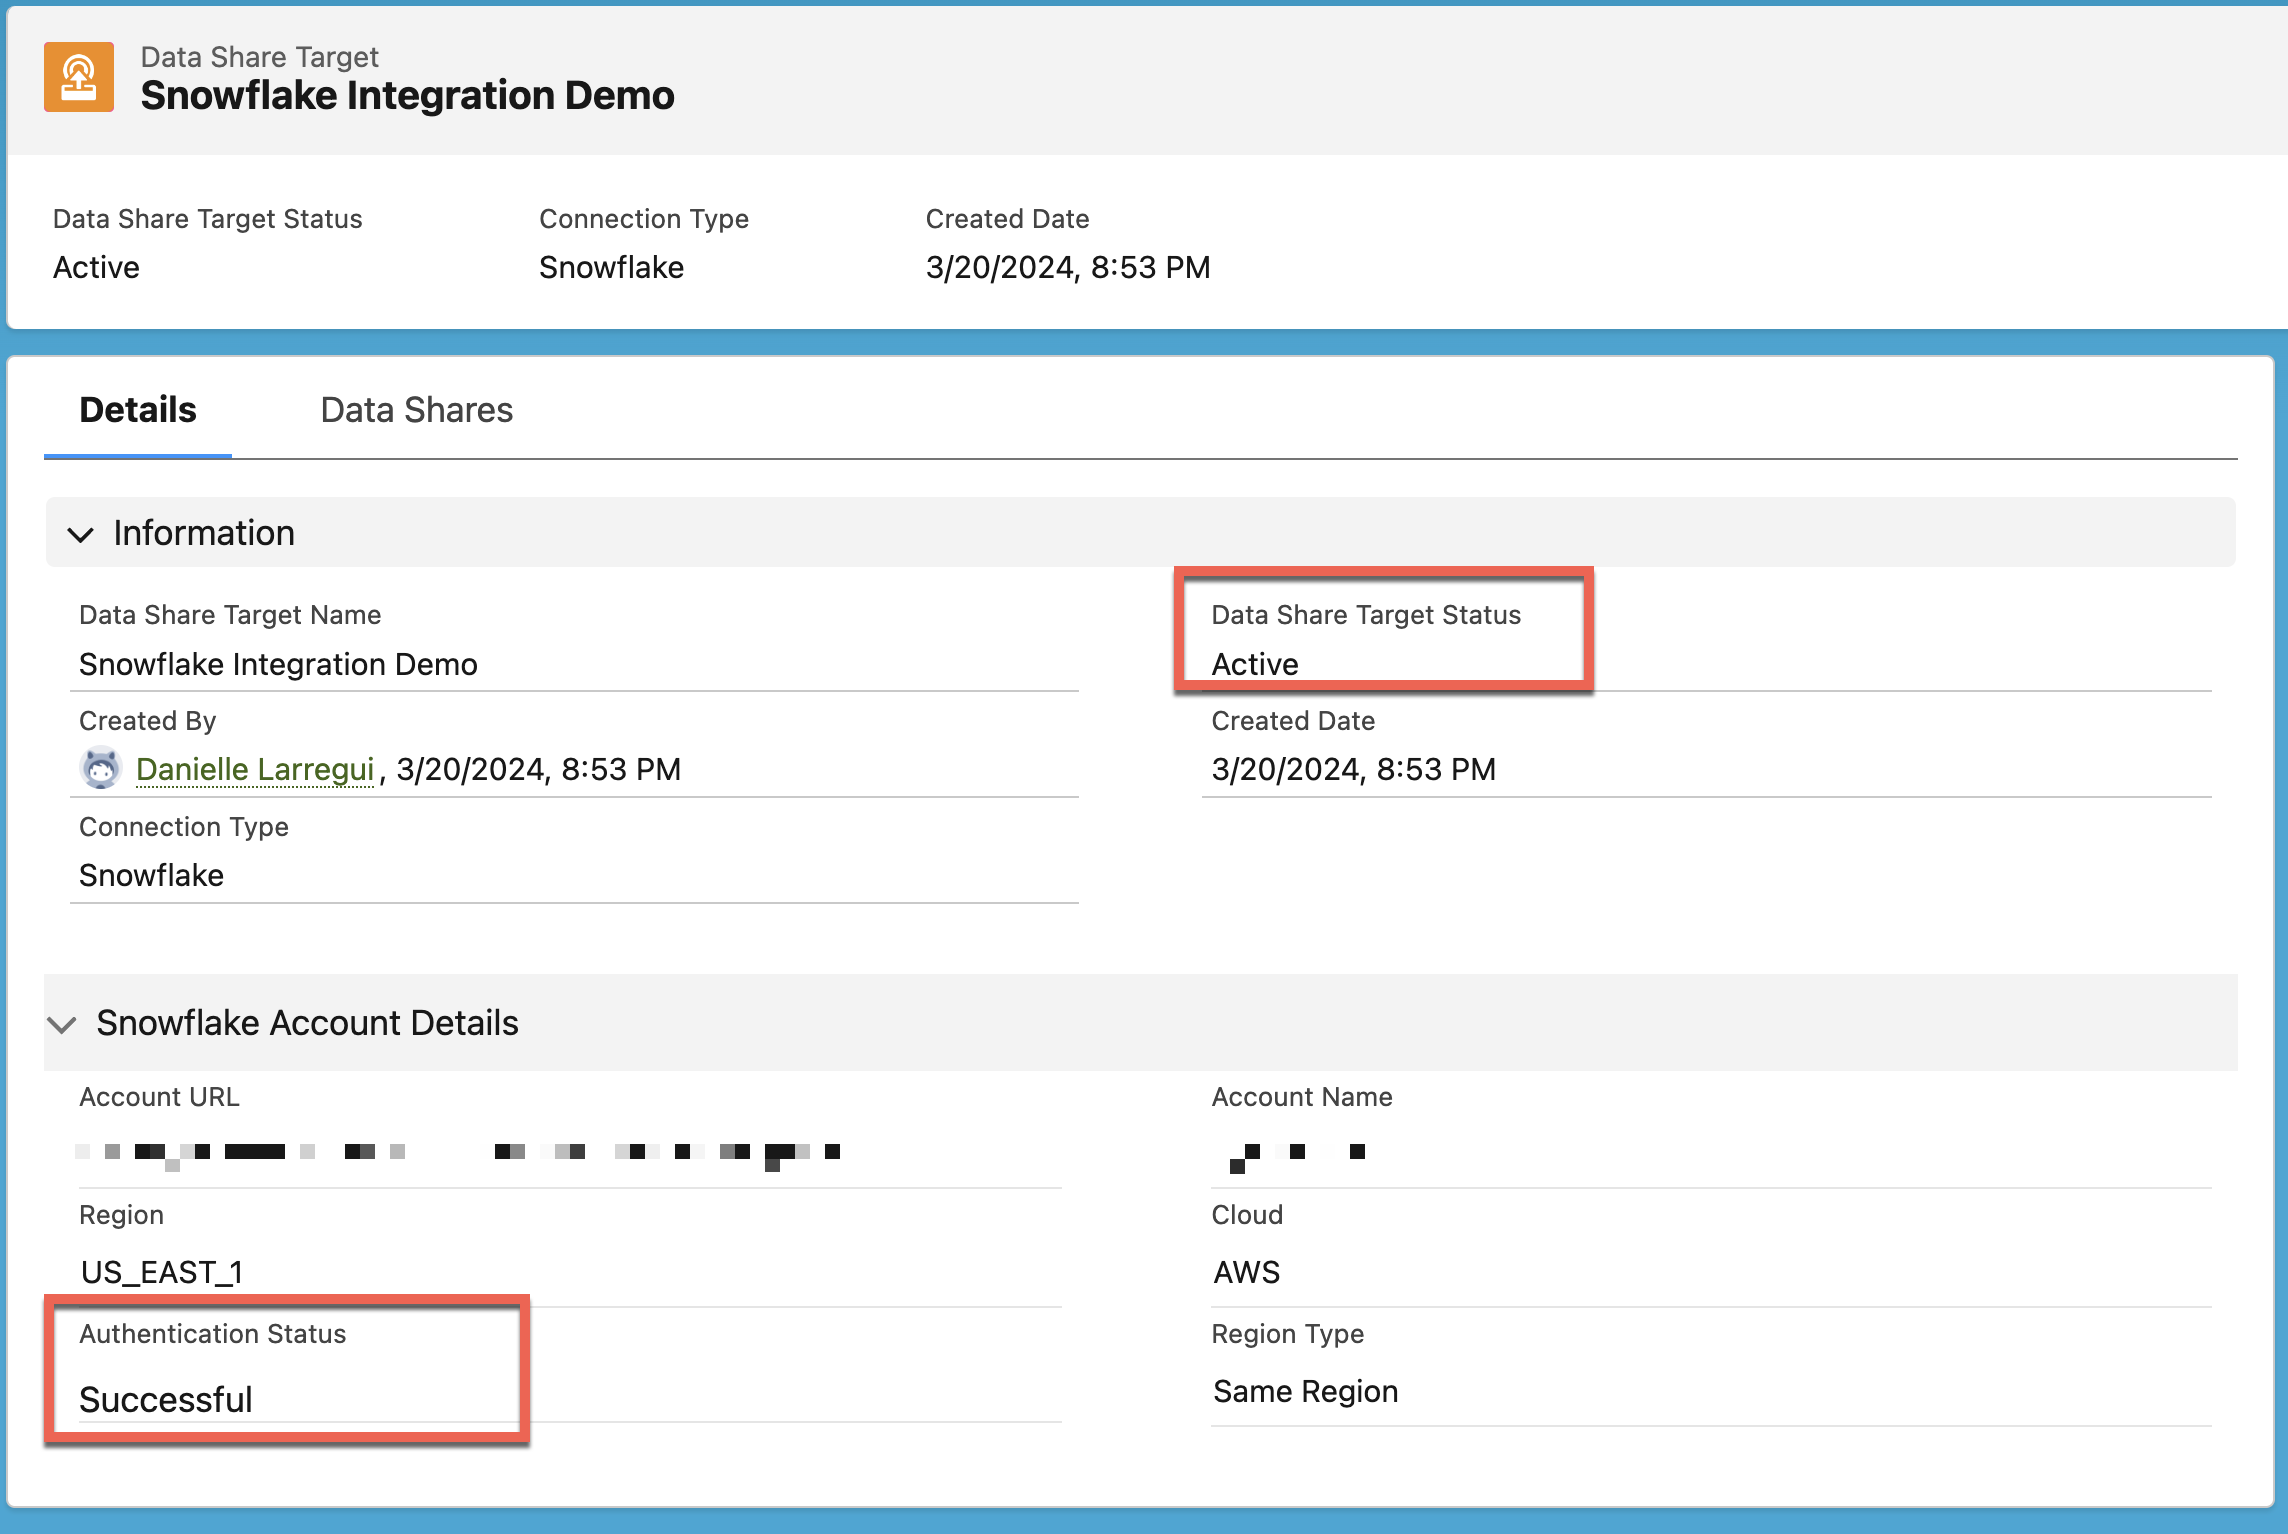 Data Share Target
Snowflake Integration Demo
Data Share Target Status
Connection Type
Created Date
Active
Snowflake
3/20/2024, 8:53 PM
Details
Data Shares
Information
Data Share Target Name
Data Share Target Status
Snowflake Integration Demo
Active
Created By
Created Date
Danielle Larregui , 3/20/2024, 8:53 PM
3/20/2024, 8:53 PM
Connection Type
Snowflake
Snowflake Account Details
Account URL
Account Name
Region
Cloud
US_EAST_1
AWS
Authentication Status
Region Type
Successful
Same Region